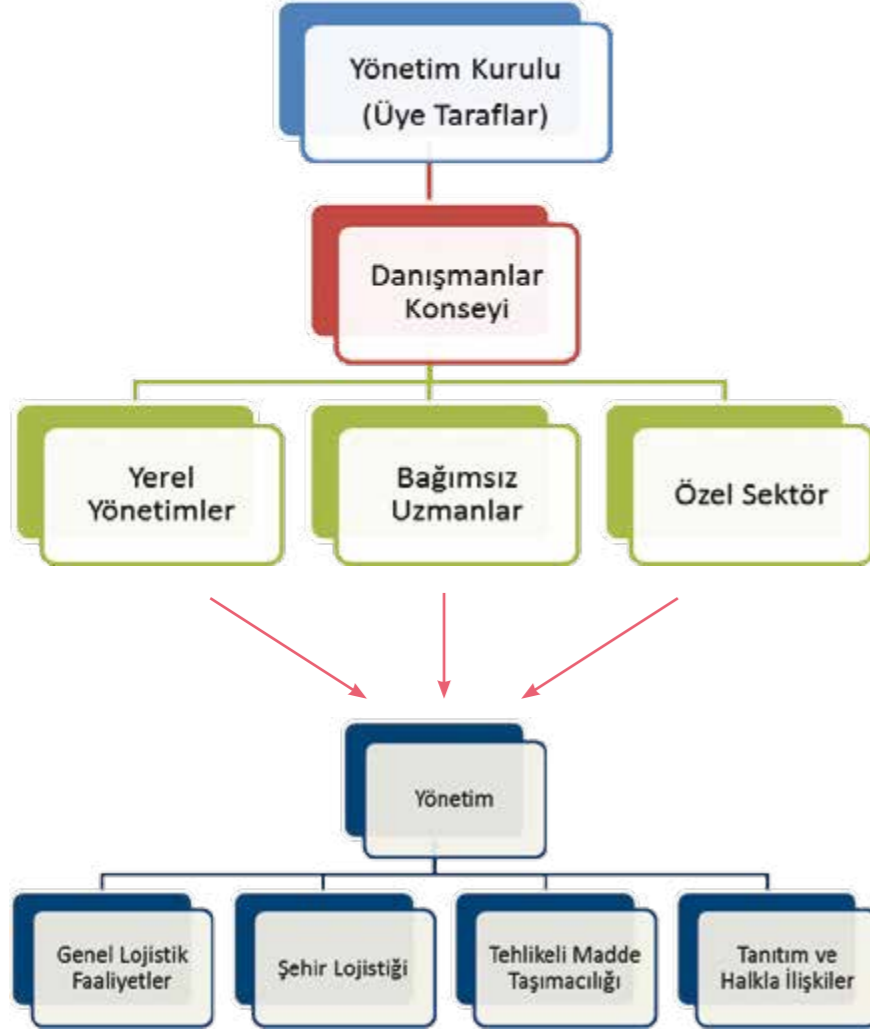 Yönetim Kurulu
(Üye Taraflar)
Danışmanlar
Konseyi
Yerel
Yönetimler
Bağımsız
Uzmanlar
Özel Sektör
Yönetim
Genel Lojistik
Faaliyetler
Şehir Lojistiği
Tehlikeli Madde
Taşımacılığı
Tanıtım ve
Halkla İlişkiler